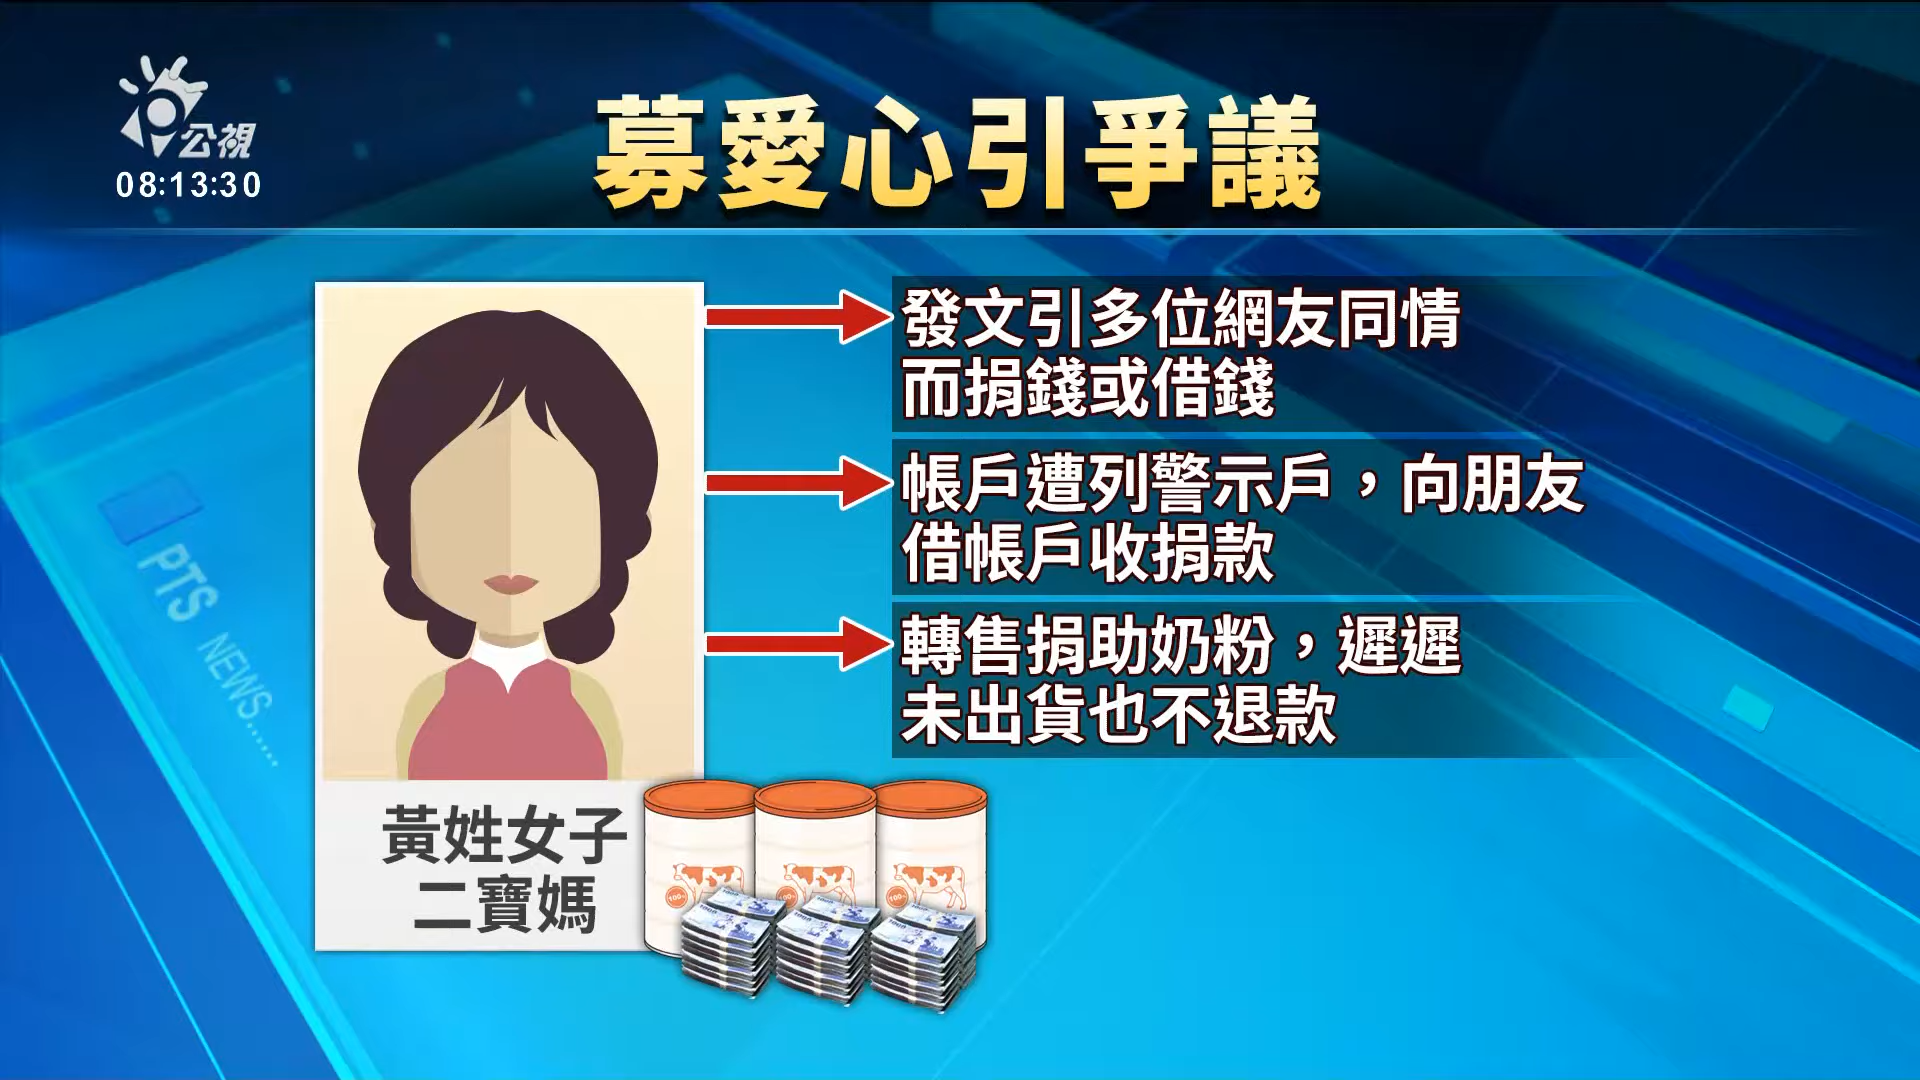 公視
08:13:30
募愛心引爭議
發文引多位網友同情
而捐錢或借錢
帳戶遭列警示戶，向朋友
借帳戶收捐款
轉售捐助奶粉，遲遲
未出貨也不退款
黃姓女子
二寶媽
PTS NEWS......